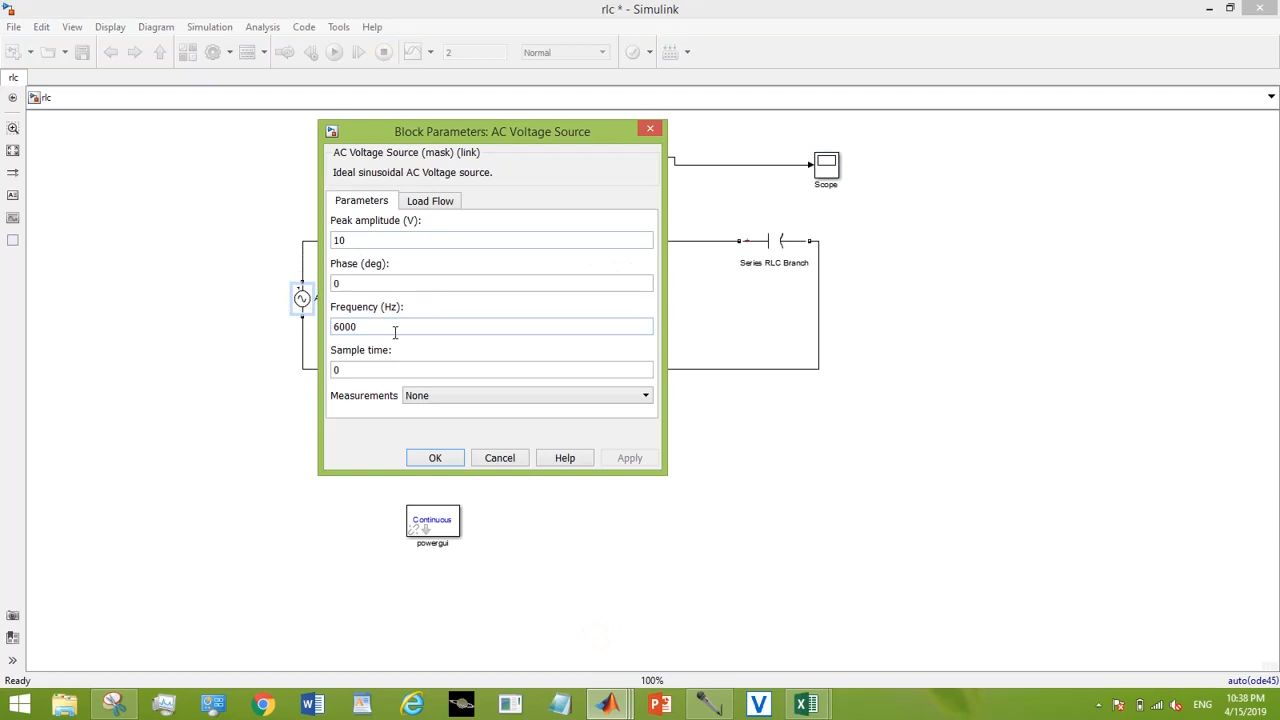 rlc * - Simulink
File Edit View Display Diagram Simulation Analysis Code Tools Help
2 Normal
rlc
rlc
Block Parameters: AC Voltage Source
AC Voltage Source (mask) (link)
Ideal sinusoidal AC Voltage source.
Parameters Load Flow
Peak amplitude (V):
10
Phase (deg):
0
Frequency (Hz):
6000
Sample time:
0
Measurements None
OK Cancel Help Apply
Scope
Series RLC Branch
Continuous
powergui
Ready 100% auto(ode45)
ENG 10:38 PM
4/15/2019